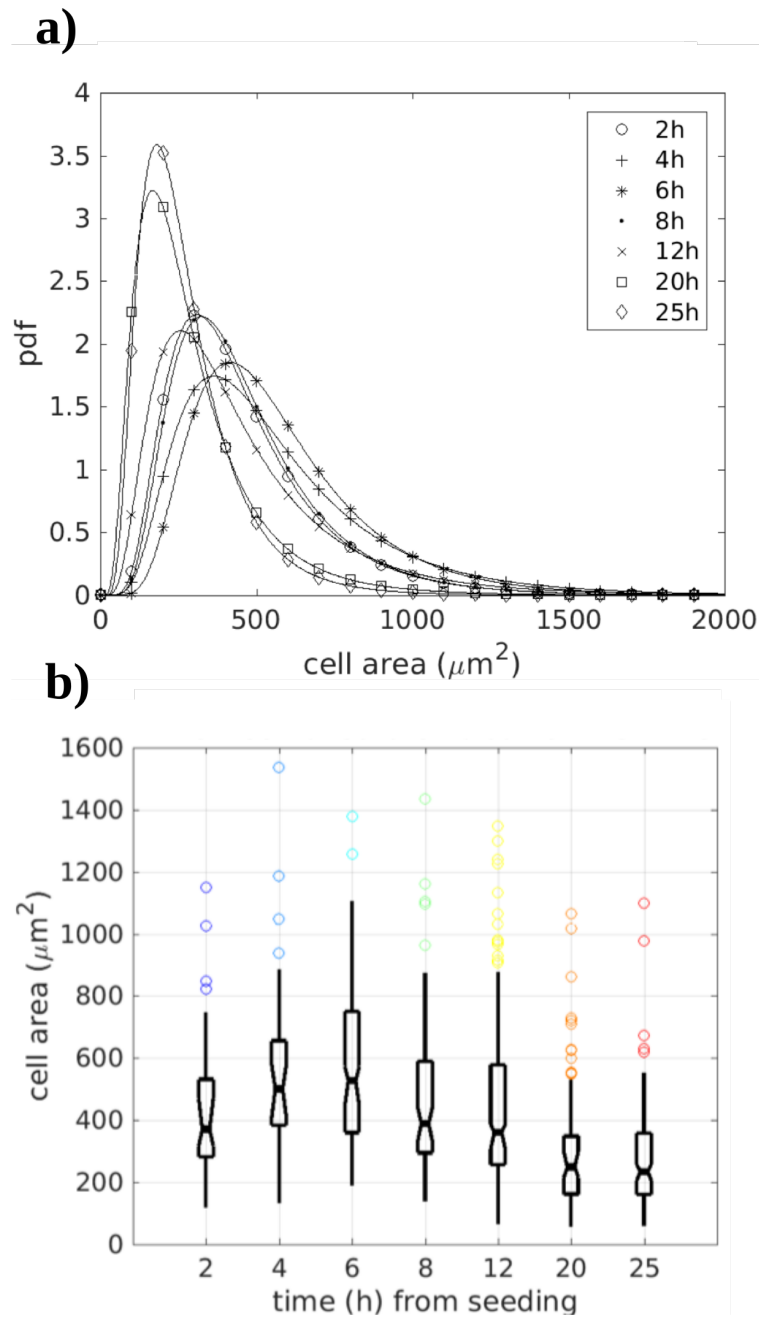 a)
4
3.5
3
2.5
2
1.5
1
0.5
0
pdf
2h
4h
6h
8h
12h
20h
25h
0 500 1000 1500 2000
cell area (μm²)
b)
1600
1400
1200
1000
800
600
400
200
0
cell area (μm²)
2 4 6 8 12 20 25
time (h) from seeding